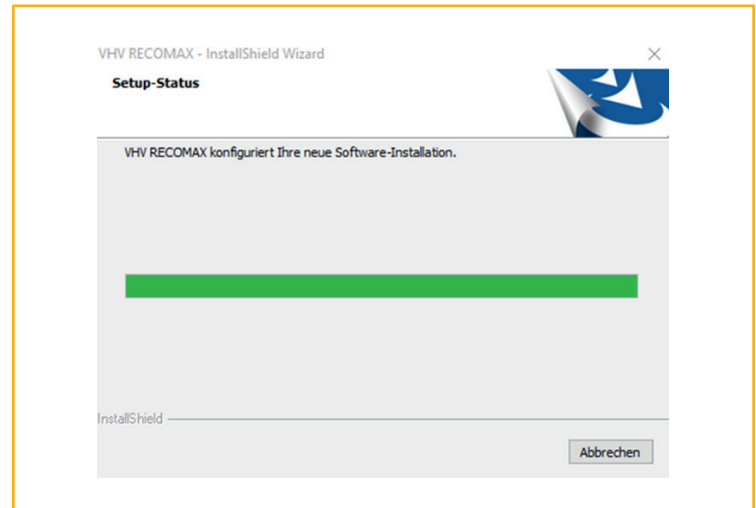 VHV RECOMAX - InstallShield Wizard
Setup-Status
VHV RECOMAX konfiguriert Ihre neue Software-Installation.
InstallShield
Abbrechen